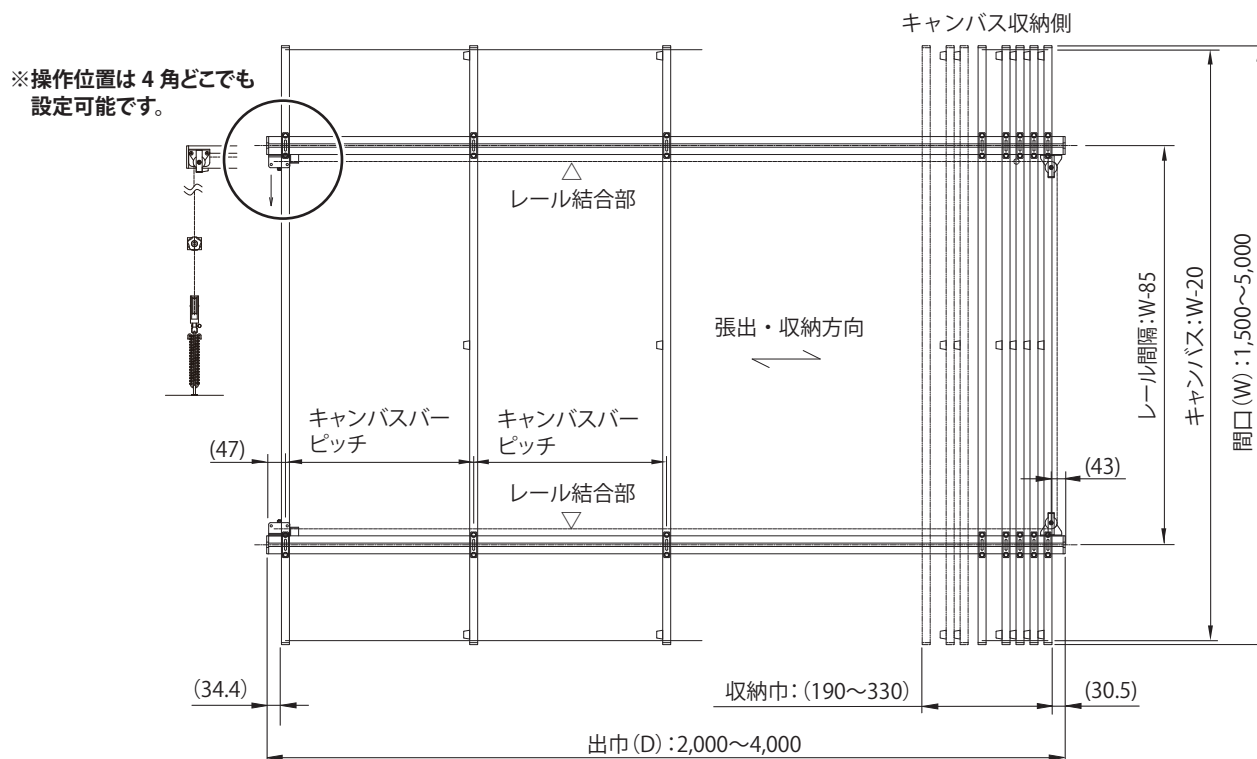 キャンバス収納側
※操作位置は 4 角どこでも
設定可能です。
レール結合部
張出・収納方向
レール間隔：W-85
キャンバス：W-20
間口（W）：1,500～5,000
キャンバスバー
ピッチ
キャンバスバー
ピッチ
(47)
(43)
レール結合部
(34.4)
収納巾：（190～330）
(30.5)
出巾（D）：2,000～4,000